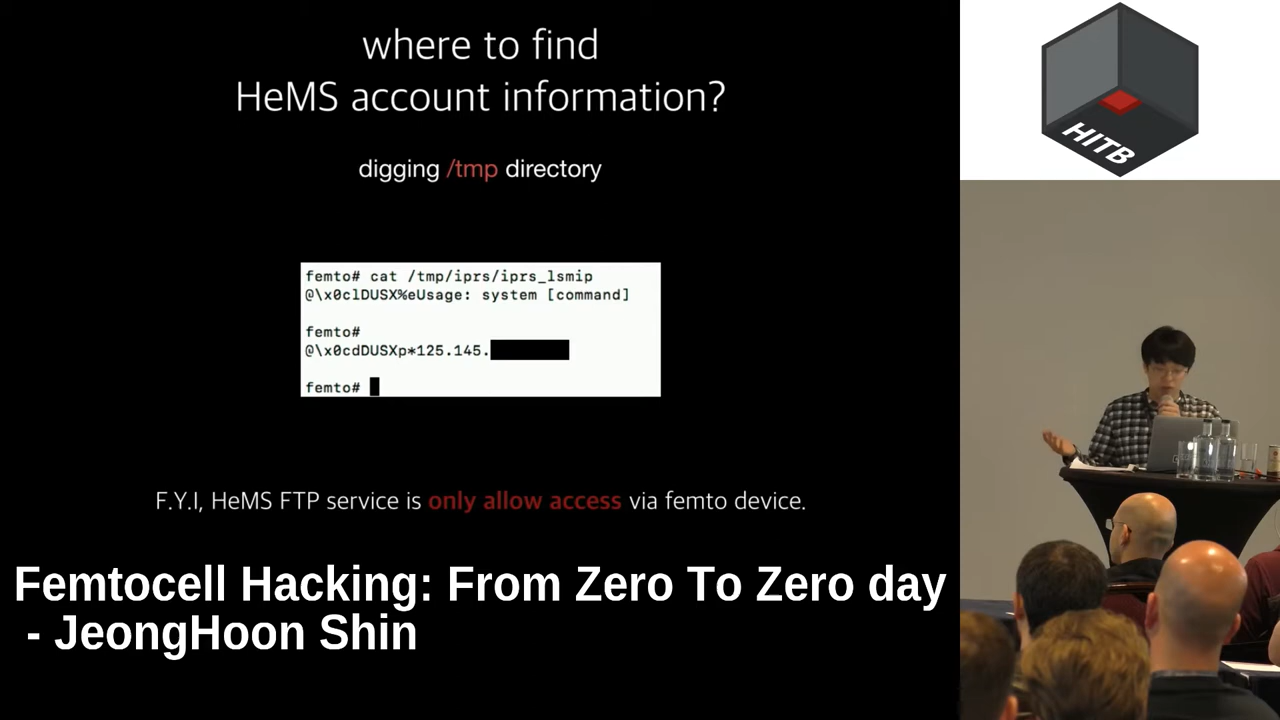 where to find
HeMS account information?
digging /tmp directory
femto# cat /tmp/iprs/iprs_lsmip
@\x0clDUSX%eUsage: system [command]
femto#
@\x0cdDUSXp*125.145.
femto#
F.Y.I, HeMS FTP service is only allow access via femto device.
Femtocell Hacking: From Zero To Zero day
- JeongHoon Shin
HITB